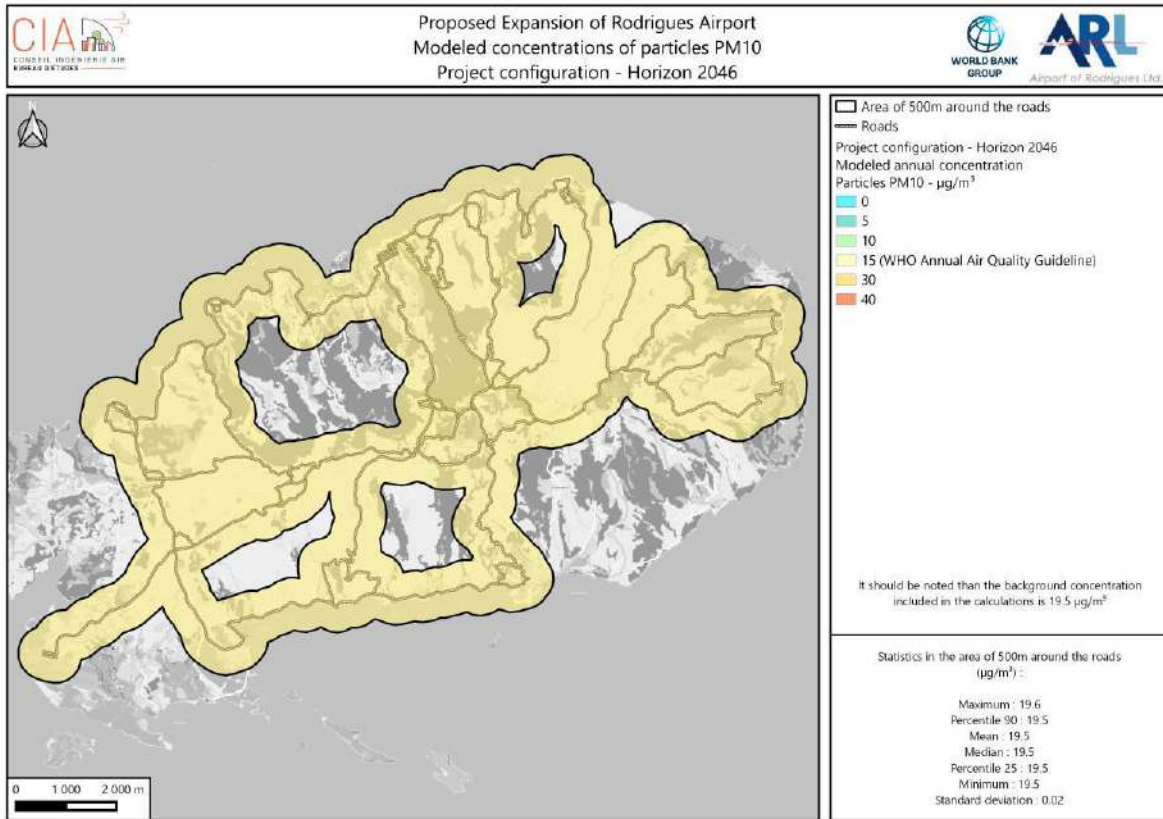 CIA
CONSEIL INGÉNIERIE AIR
BUREAU D'ÉTUDES
Proposed Expansion of Rodrigues Airport
Modeled concentrations of particles PM10
Project configuration - Horizon 2046
WORLD BANK
GROUP
ARL
Airport of Rodrigues Ltd.
N
Area of 500m around the roads
Roads
Project configuration - Horizon 2046
Modeled annual concentration
Particles PM10 - µg/m³
0
5
10
15 (WHO Annual Air Quality Guideline)
30
40
It should be noted than the background concentration
included in the calculations is 19.5 µg/m³
Statistics in the area of 500m around the roads
(µg/m³) :
Maximum : 19.6
Percentile 90 : 19.5
Mean : 19.5
Median : 19.5
Percentile 25 : 19.5
Minimum : 19.5
Standard deviation : 0.02
0 1 000 2 000 m